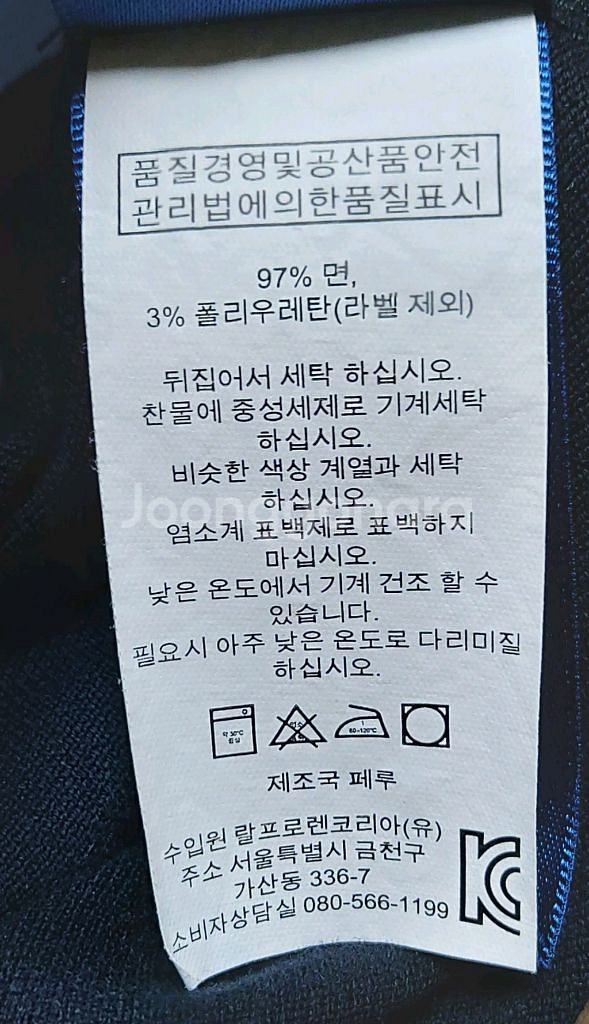 품질경영및공산품안전
관리법에의한품질표시
97% 면,
3% 폴리우레탄(라벨 제외)
뒤집어서 세탁 하십시오.
찬물에 중성세제로 기계세탁
하십시오.
비슷한 색상 계열과 세탁
하십시오.
염소계 표백제로 표백하지
마십시오.
낮은 온도에서 기계 건조 할 수
있습니다.
필요시 아주 낮은 온도로 다리미질
하십시오.
약 30°C
60~120°C
제조국 페루
수입원 랄프로렌코리아(유)
주소 서울특별시 금천구
가산동 336-7
소비자상담실 080-566-1199